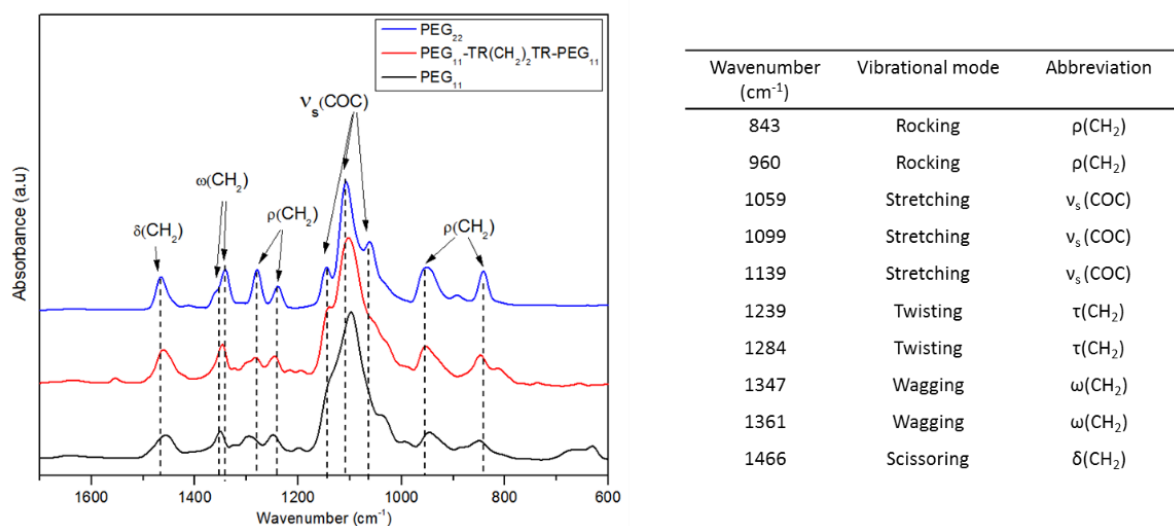 PEG₂₂
PEG₁₁-TR(CH₂)₂TR-PEG₁₁
PEG₁₁
νₛ(COC)
ω(CH₂)
δ(CH₂)
ρ(CH₂)
ρ(CH₂)
Absorbance (a.u)
1600 1400 1200 1000 800 600
Wavenumber (cm⁻¹)
Wavenumber (cm⁻¹) Vibrational mode Abbreviation
843 Rocking ρ(CH₂)
960 Rocking ρ(CH₂)
1059 Stretching νₛ(COC)
1099 Stretching νₛ(COC)
1139 Stretching νₛ(COC)
1239 Twisting τ(CH₂)
1284 Twisting τ(CH₂)
1347 Wagging ω(CH₂)
1361 Wagging ω(CH₂)
1466 Scissoring δ(CH₂)